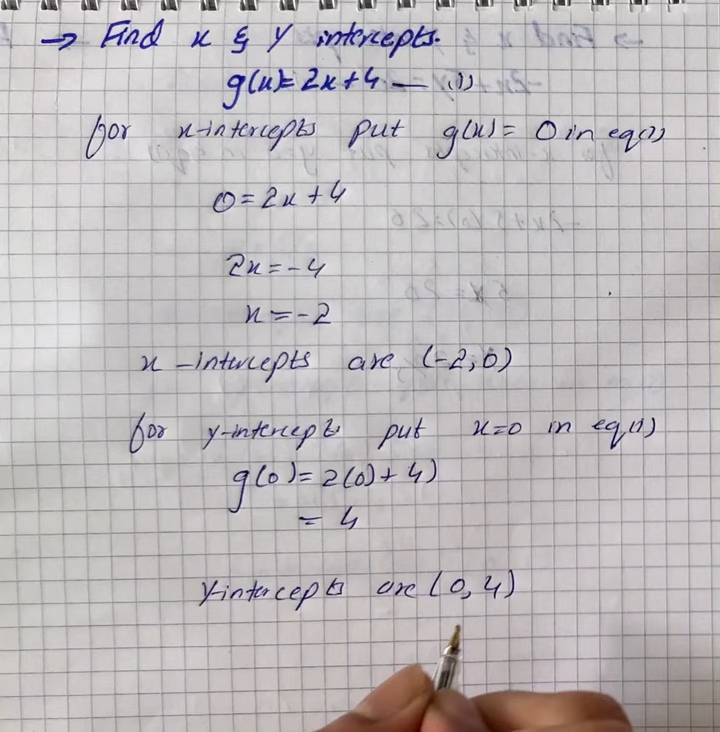 → Find x & y intercepts.
g(x)= 2x+4 — (1)
for x-intercepts put g(x) = 0 in eq(1)
0 = 2x + 4
2x = -4
x = -2
x - intercepts are (-2, 0)
for y-intercepts put x=0 in eq(1)
g(0) = 2(0) + 4)
= 4
y-intercepts are (0, 4)